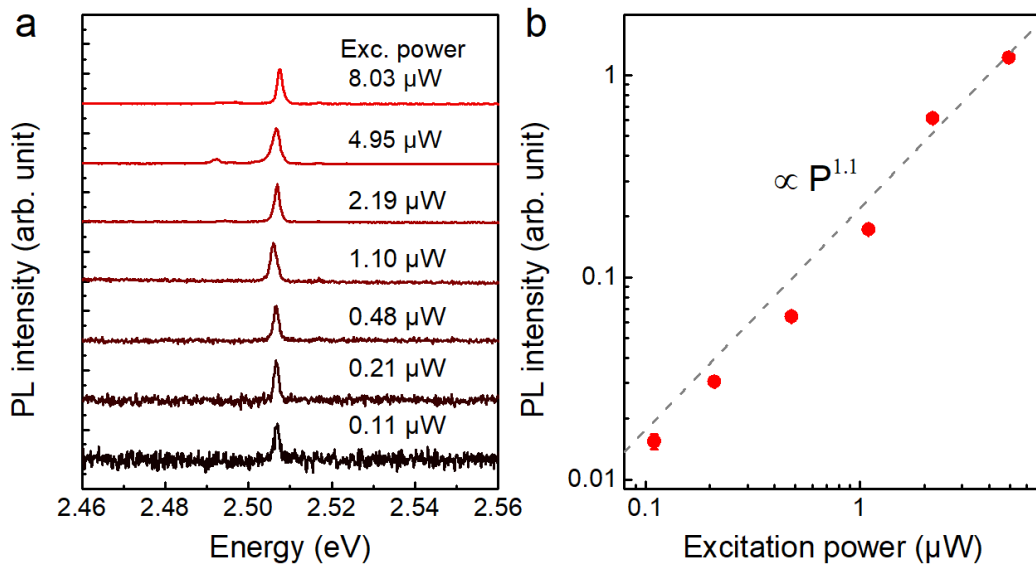 a
Exc. power
8.03 µW
4.95 µW
2.19 µW
1.10 µW
0.48 µW
0.21 µW
0.11 µW
PL intensity (arb. unit)
2.46 2.48 2.50 2.52 2.54 2.56
Energy (eV)
b
1
0.1
0.01
∝ P^1.1
PL intensity (arb. unit)
0.1 1
Excitation power (µW)